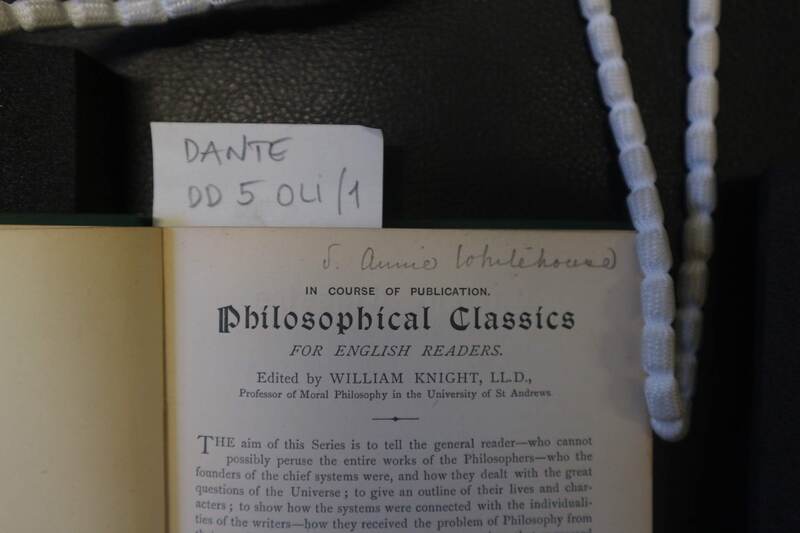 DANTE
DD 5 OLI/1
S. Annie Whitehouse
IN COURSE OF PUBLICATION.
Philosophical Classics
FOR ENGLISH READERS.
Edited by WILLIAM KNIGHT, LL.D.,
Professor of Moral Philosophy in the University of St Andrews
THE aim of this Series is to tell the general reader—who cannot
possibly peruse the entire works of the Philosophers—who the
founders of the chief systems were, and how they dealt with the great
questions of the Universe; to give an outline of their lives and char-
acters; to show how the systems were connected with the individuali-
ties of the writers—how they received the problem of Philosophy from